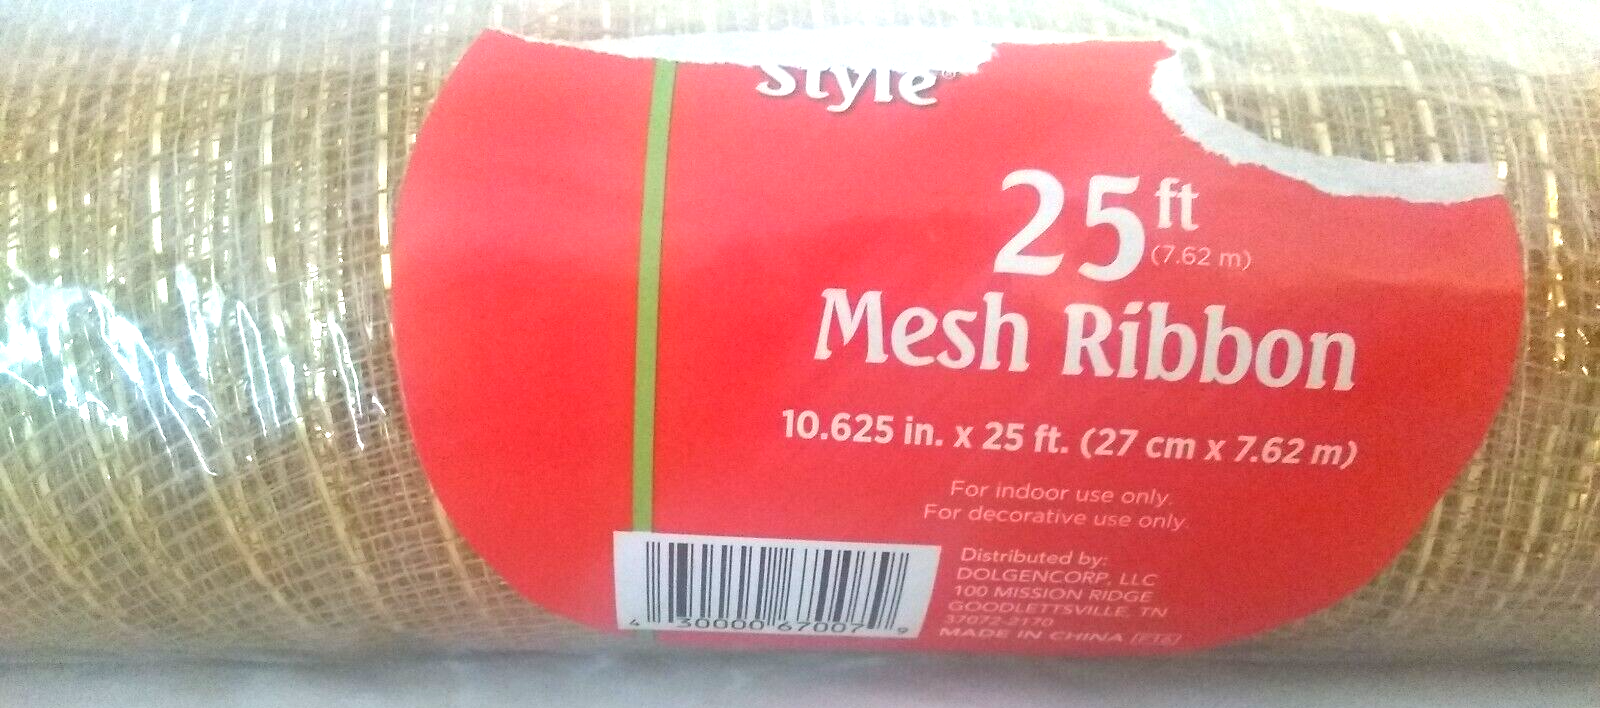 Style®
25 ft
(7.62 m)
Mesh Ribbon
10.625 in. x 25 ft. (27 cm x 7.62 m)
For indoor use only.
For decorative use only.
Distributed by:
DOLGENCORP, LLC
100 MISSION RIDGE
GOODLETTSVILLE, TN
37072-2170
MADE IN CHINA
4 30000 67007 9